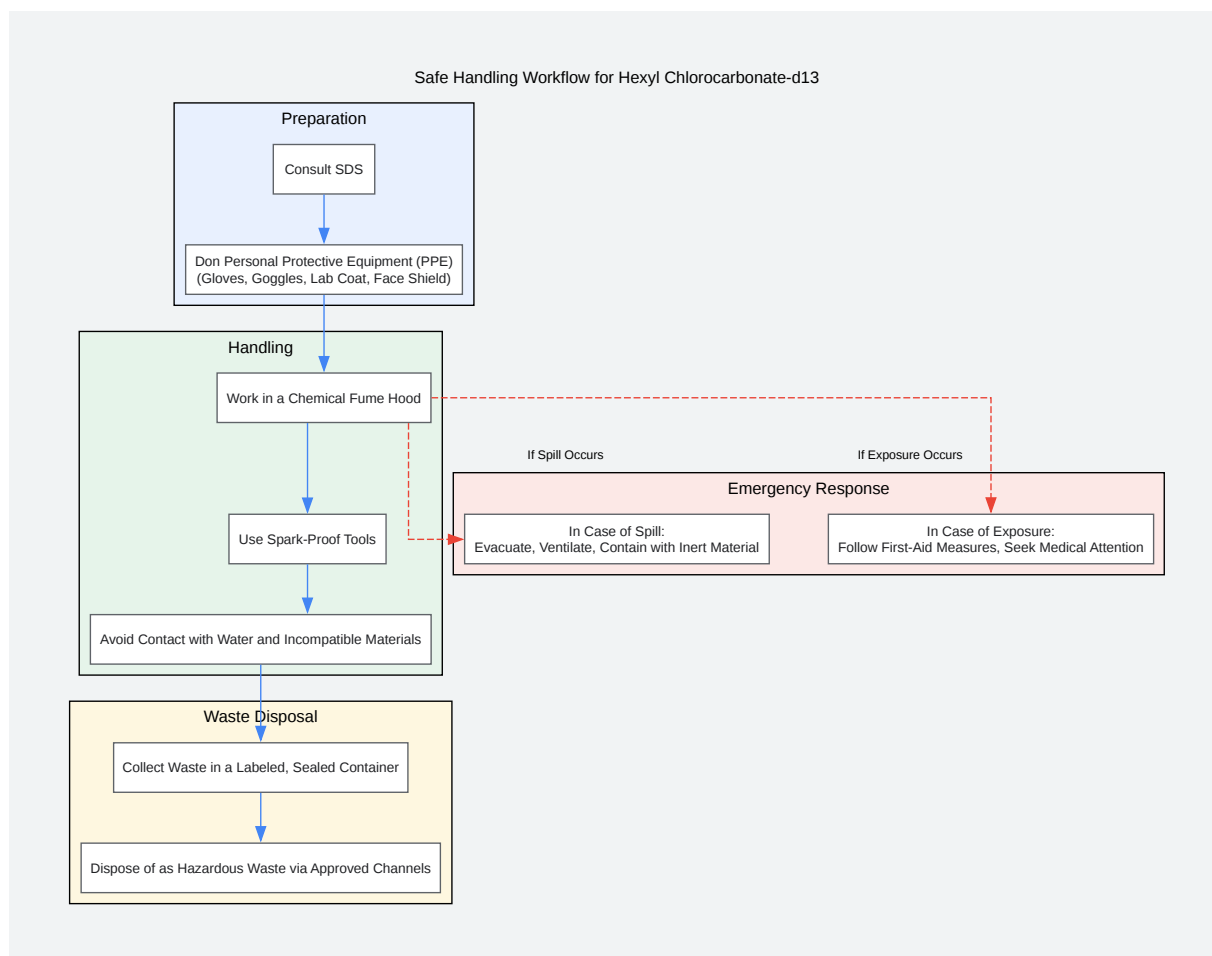 Safe Handling Workflow for Hexyl Chlorocarbonate-d13
Preparation
Consult SDS
Don Personal Protective Equipment (PPE)
(Gloves, Goggles, Lab Coat, Face Shield)
Handling
Work in a Chemical Fume Hood
If Spill Occurs
If Exposure Occurs
Emergency Response
Use Spark-Proof Tools
In Case of Spill:
Evacuate, Ventilate, Contain with Inert Material
In Case of Exposure:
Follow First-Aid Measures, Seek Medical Attention
Avoid Contact with Water and Incompatible Materials
Waste Disposal
Collect Waste in a Labeled, Sealed Container
Dispose of as Hazardous Waste via Approved Channels